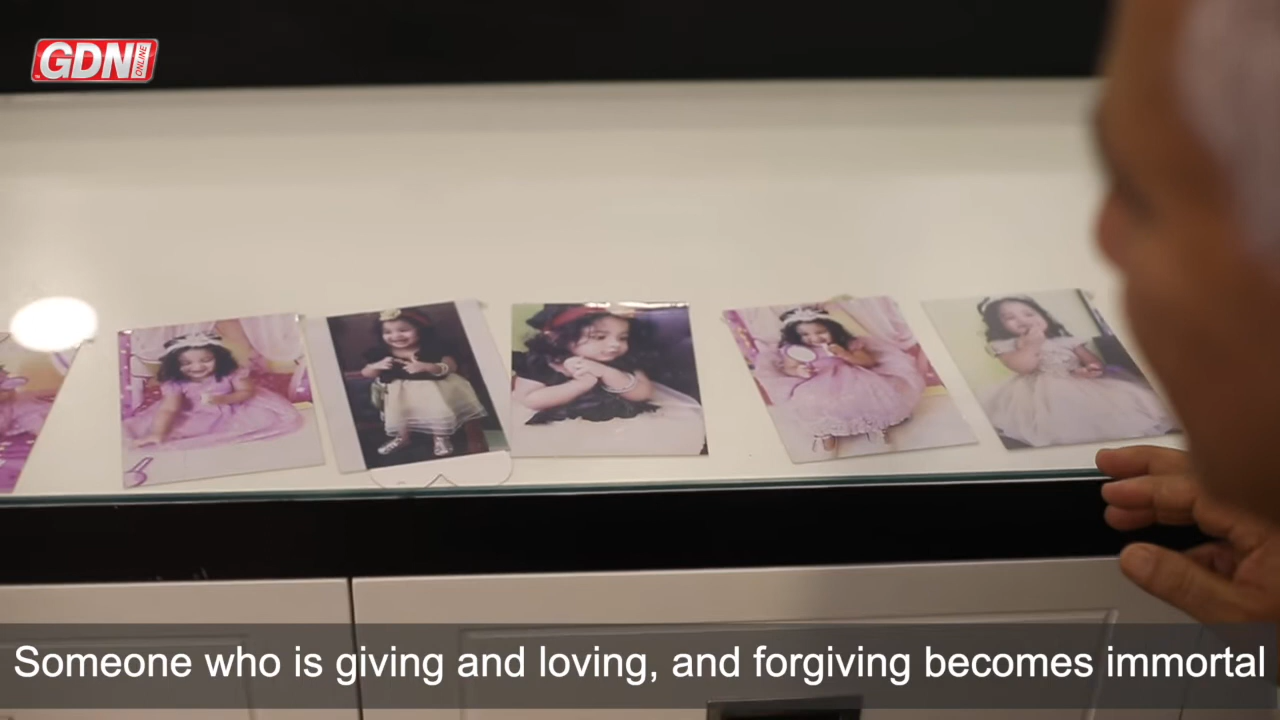 GDN ONLINE
Someone who is giving and loving, and forgiving becomes immortal